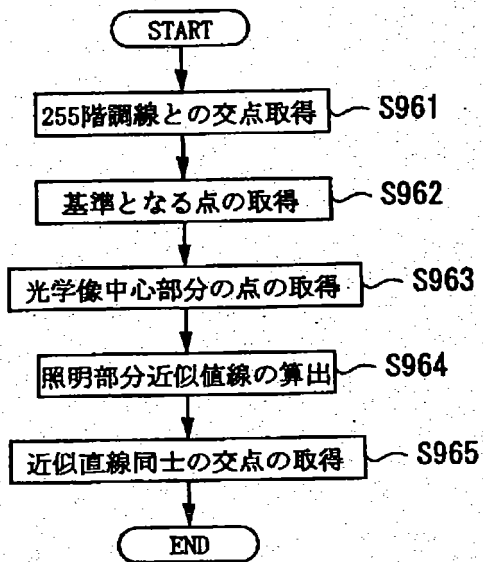 START
255階調線との交点取得 S961
基準となる点の取得 S962
光学像中心部分の点の取得 S963
照明部分近似値線の算出 S964
近似直線同士の交点の取得 S965
END